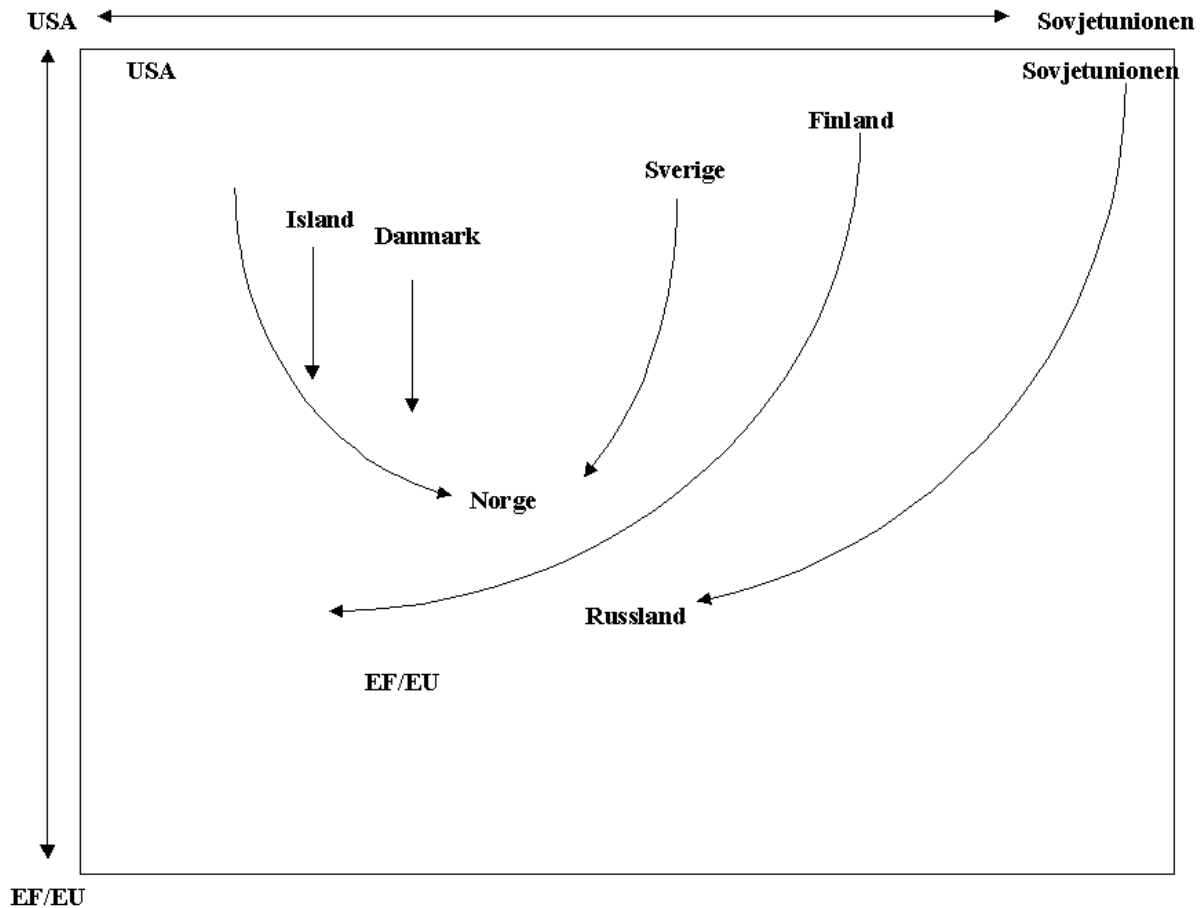 USA
Sovjetunionen
USA
Sovjetunionen
Finland
Sverige
Island
Danmark
Norge
Russland
EF/EU
EF/EU